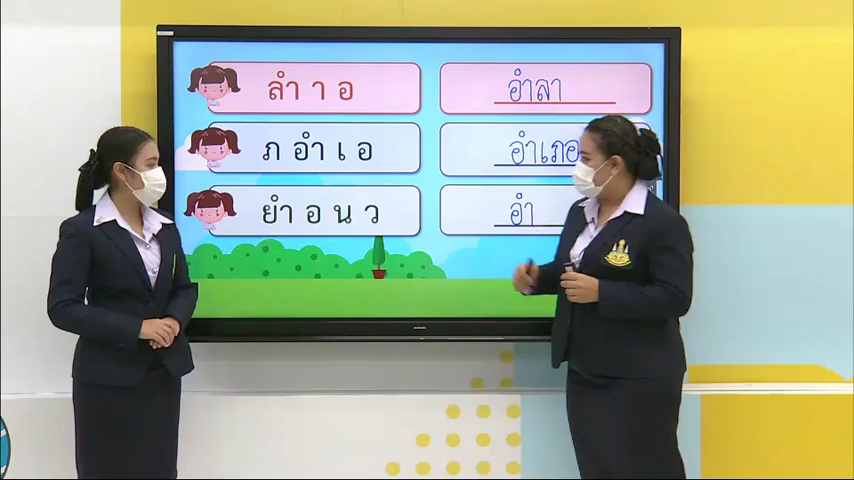 ลำ า อ อำลา
ภ อำ เ อ อำเภอ
ยำ อ น ว อำ